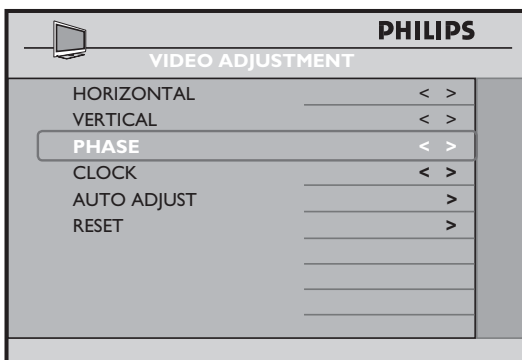 PHILIPS
VIDEO ADJUSTMENT
HORIZONTAL < >
VERTICAL < >
PHASE < >
CLOCK < >
AUTO ADJUST >
RESET >